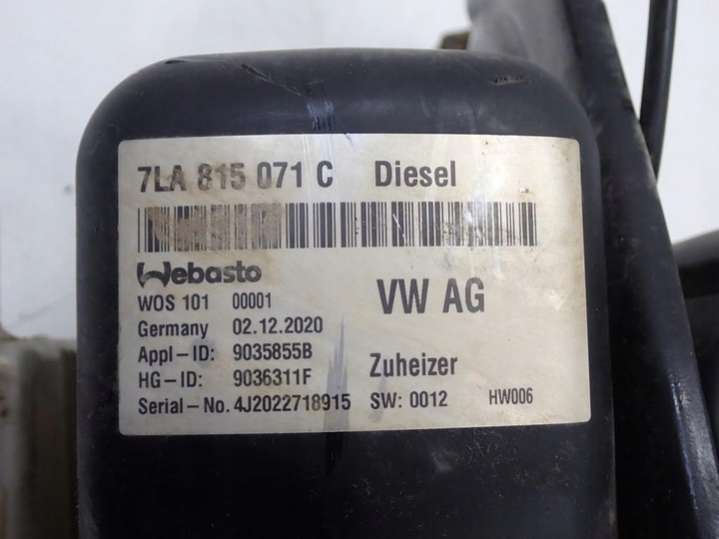 7LA 815 071 C Diesel
Webasto
VW AG
WOS 101 00001
Germany 02.12.2020
Appl-ID: 9035855B
Zuheizer
HG-ID: 9036311F
Serial-No. 4J2022718915 SW: 0012 HW006